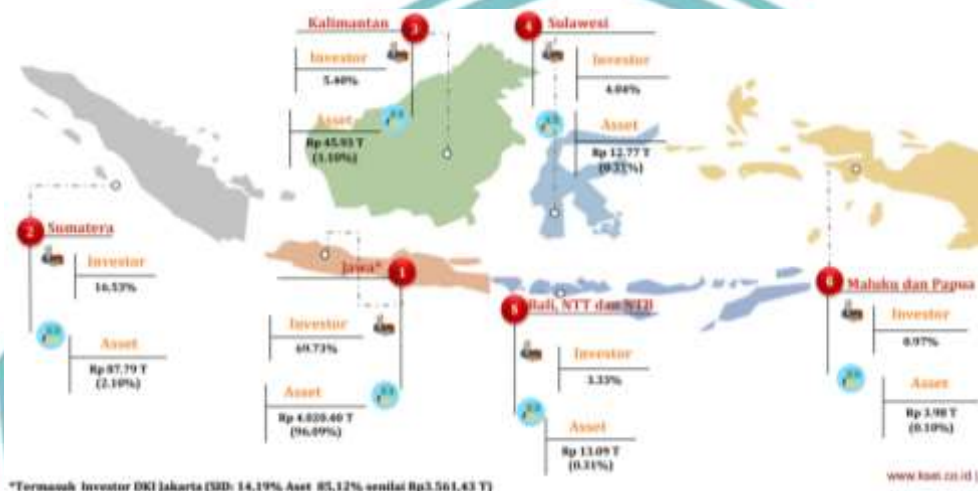 Kalimantan
3
Investor
5.40%
Asset
Rp 45.93 T
(1.10%)
4
Sulawesi
Investor
4.04%
Asset
Rp 12.77 T
(0.31%)
2
Sumatera
Investor
16.53%
Asset
Rp 87.79 T
(2.10%)
Jawa*
1
Investor
69.73%
Asset
Rp 4.020.40 T
(96.09%)
5
Bali, NTT dan NTB
Investor
3.33%
Asset
Rp 13.09 T
(0.31%)
6
Maluku dan Papua
Investor
0.97%
Asset
Rp 3.98 T
(0.10%)
*Termasuk Investor DKI Jakarta (SID: 14.19% Aset 85.12% senilai Rp3.561,43 T)
www.ksei.co.id